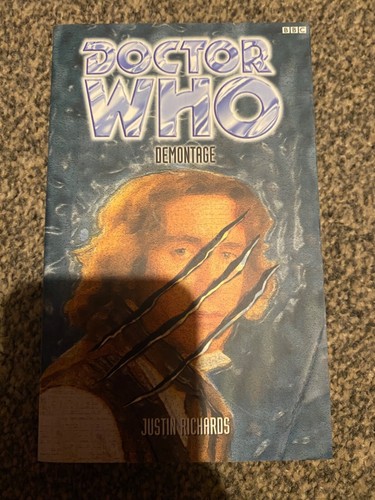 BBC
DOCTOR
WHO
DEMONTAGE
JUSTIN RICHARDS